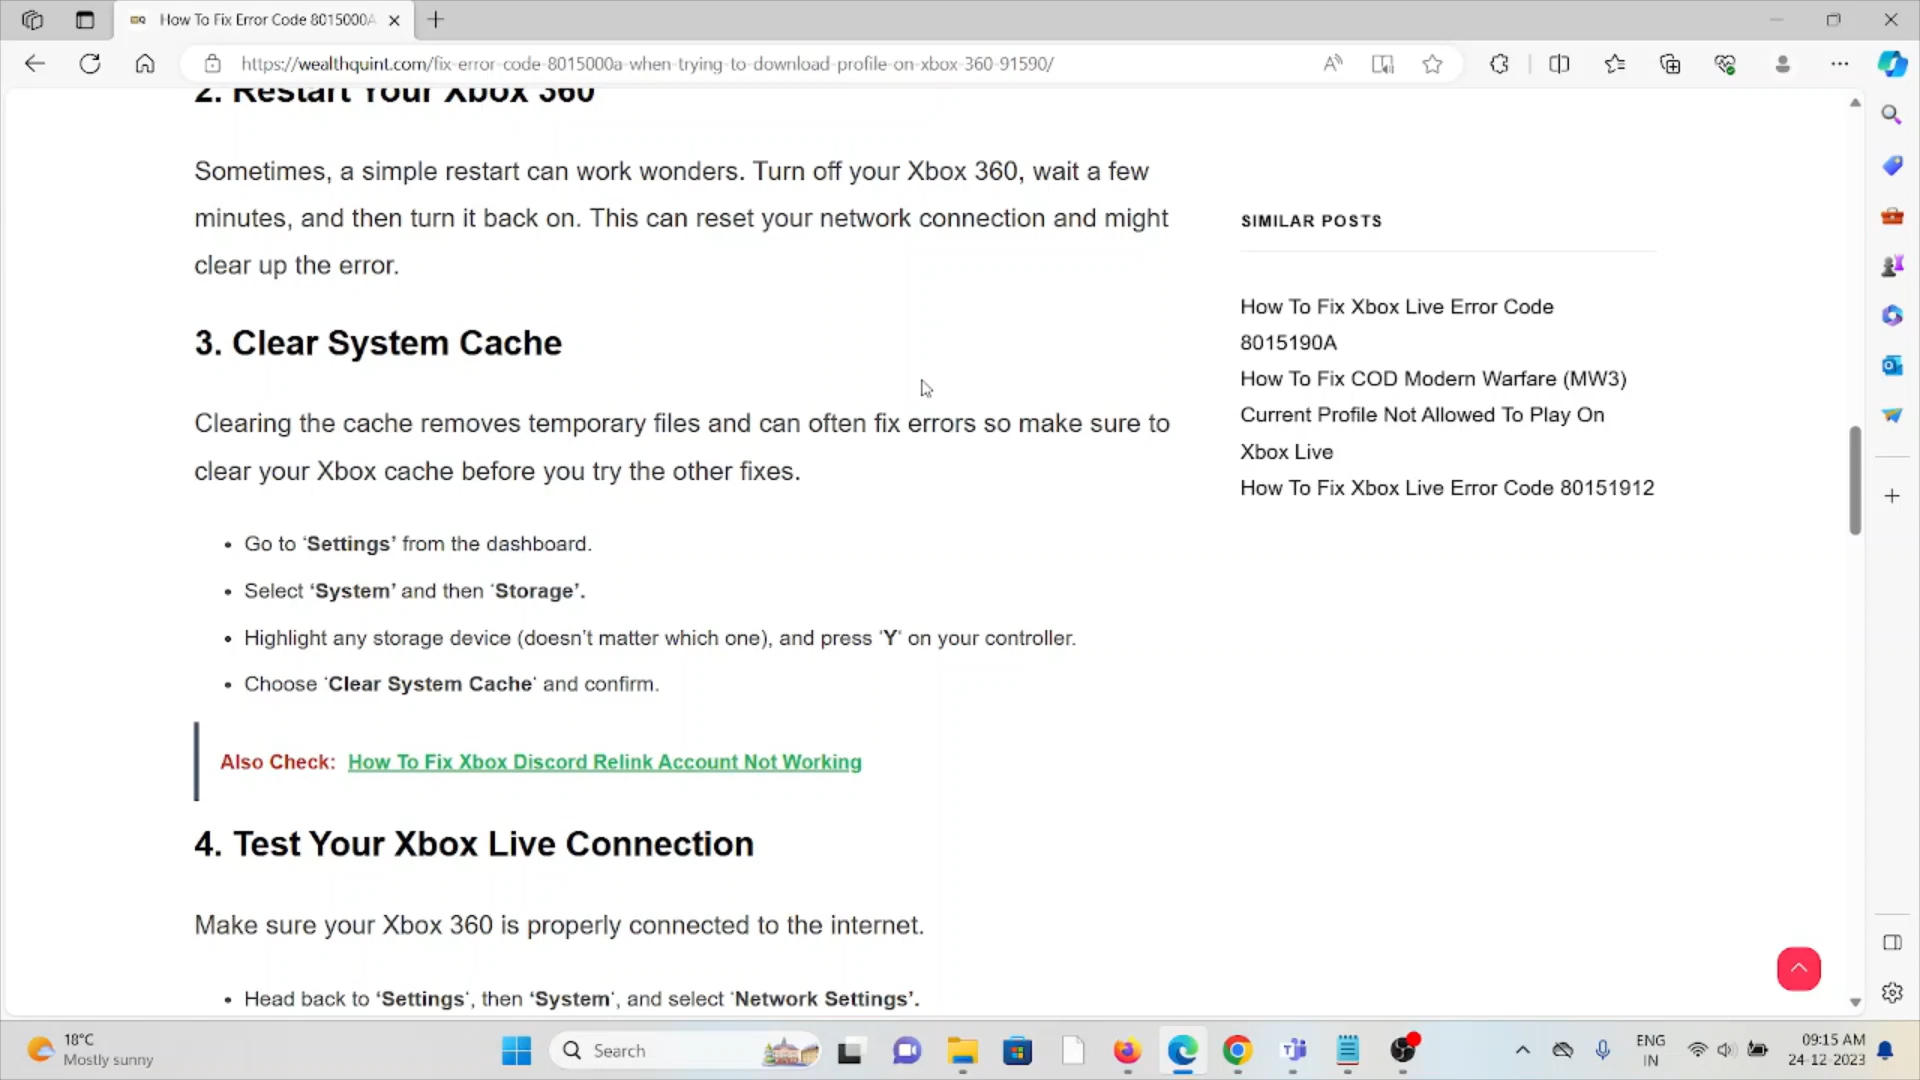 How To Fix Error Code 8015000A
https://wealthquint.com/fix-error-code-8015000a-when-trying-to-download-profile-on-xbox-360-91590/
2. Restart Your Xbox 360
Sometimes, a simple restart can work wonders. Turn off your Xbox 360, wait a few
minutes, and then turn it back on. This can reset your network connection and might
clear up the error.
3. Clear System Cache
Clearing the cache removes temporary files and can often fix errors so make sure to
clear your Xbox cache before you try the other fixes.
• Go to ‘Settings’ from the dashboard.
• Select ‘System’ and then ‘Storage’.
• Highlight any storage device (doesn’t matter which one), and press ‘Y‘ on your controller.
• Choose ‘Clear System Cache‘ and confirm.
Also Check: How To Fix Xbox Discord Relink Account Not Working
4. Test Your Xbox Live Connection
Make sure your Xbox 360 is properly connected to the internet.
• Head back to ‘Settings‘, then ‘System‘, and select ‘Network Settings’.
SIMILAR POSTS
How To Fix Xbox Live Error Code
8015190A
How To Fix COD Modern Warfare (MW3)
Current Profile Not Allowed To Play On
Xbox Live
How To Fix Xbox Live Error Code 80151912
18°C
Mostly sunny
Search
ENG
IN
09:15 AM
24-12-2023